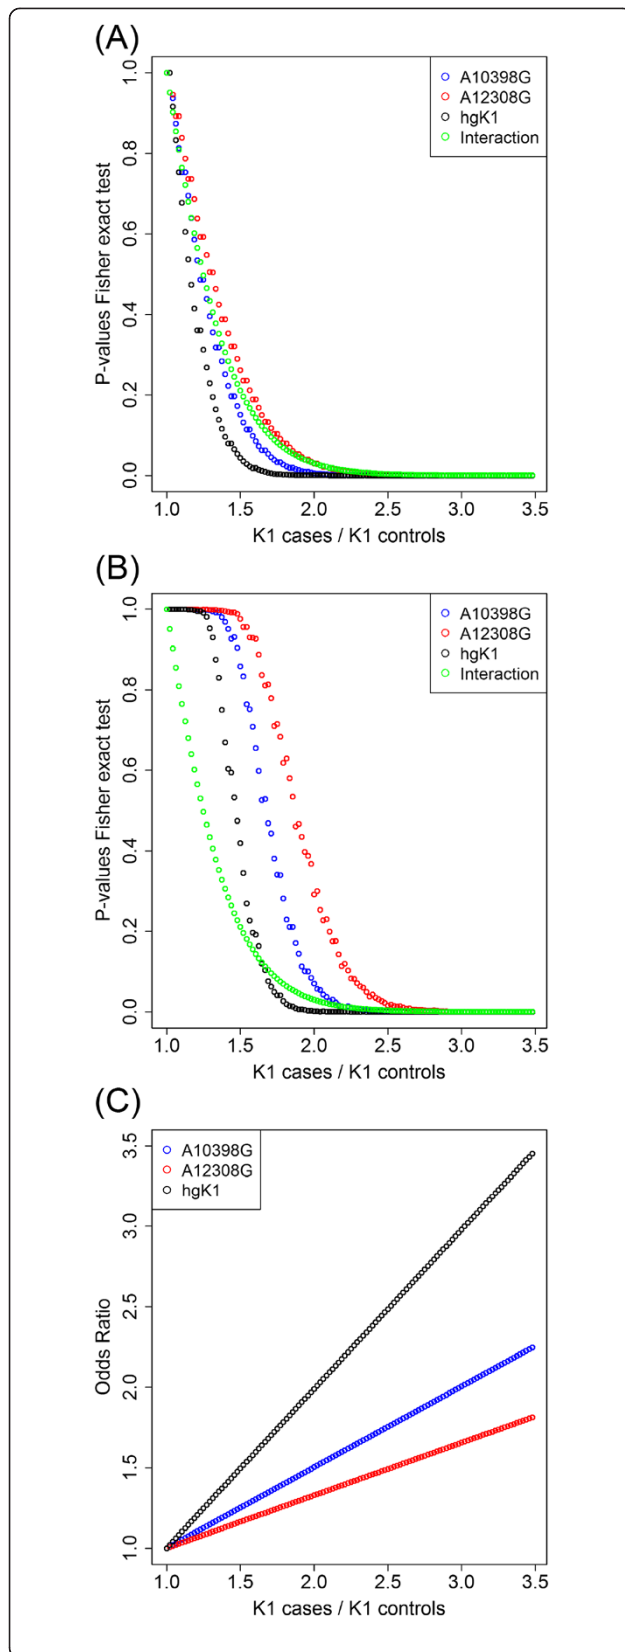 (A)
P-values Fisher exact test
1.0
0.8
0.6
0.4
0.2
0.0
A10398G
A12308G
hgK1
Interaction
1.0 1.5 2.0 2.5 3.0 3.5
K1 cases / K1 controls
(B)
P-values Fisher exact test
1.0
0.8
0.6
0.4
0.2
0.0
A10398G
A12308G
hgK1
Interaction
1.0 1.5 2.0 2.5 3.0 3.5
K1 cases / K1 controls
(C)
Odds Ratio
3.5
3.0
2.5
2.0
1.5
1.0
A10398G
A12308G
hgK1
1.0 1.5 2.0 2.5 3.0 3.5
K1 cases / K1 controls